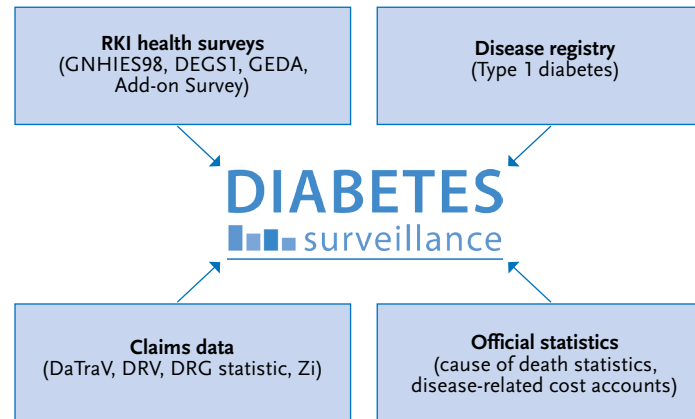 RKI health surveys
(GNHIES98, DEGS1, GEDA,
Add-on Survey)
Disease registry
(Type 1 diabetes)
DIABETES
surveillance
Claims data
(DaTraV, DRV, DRG statistic, Zi)
Official statistics
(cause of death statistics,
disease-related cost accounts)